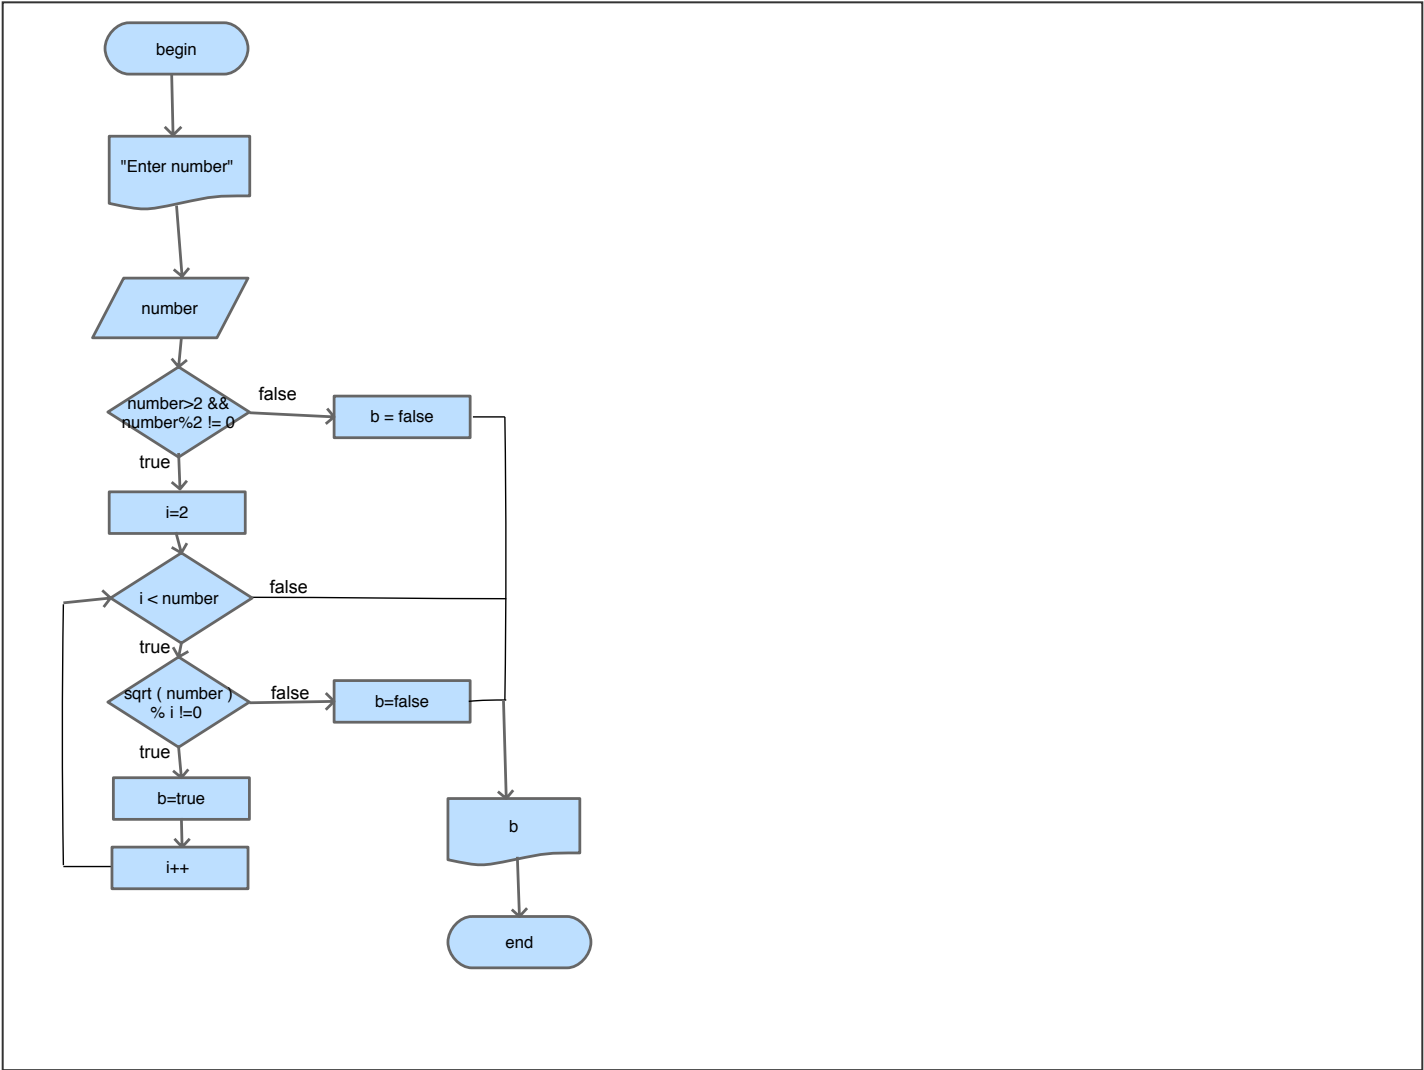 begin
"Enter number"
number
number>2 &&
number%2 != 0
false
b = false
true
i=2
i < number
false
true
sqrt ( number )
% i !=0
false
b=false
true
b=true
i++
b
end